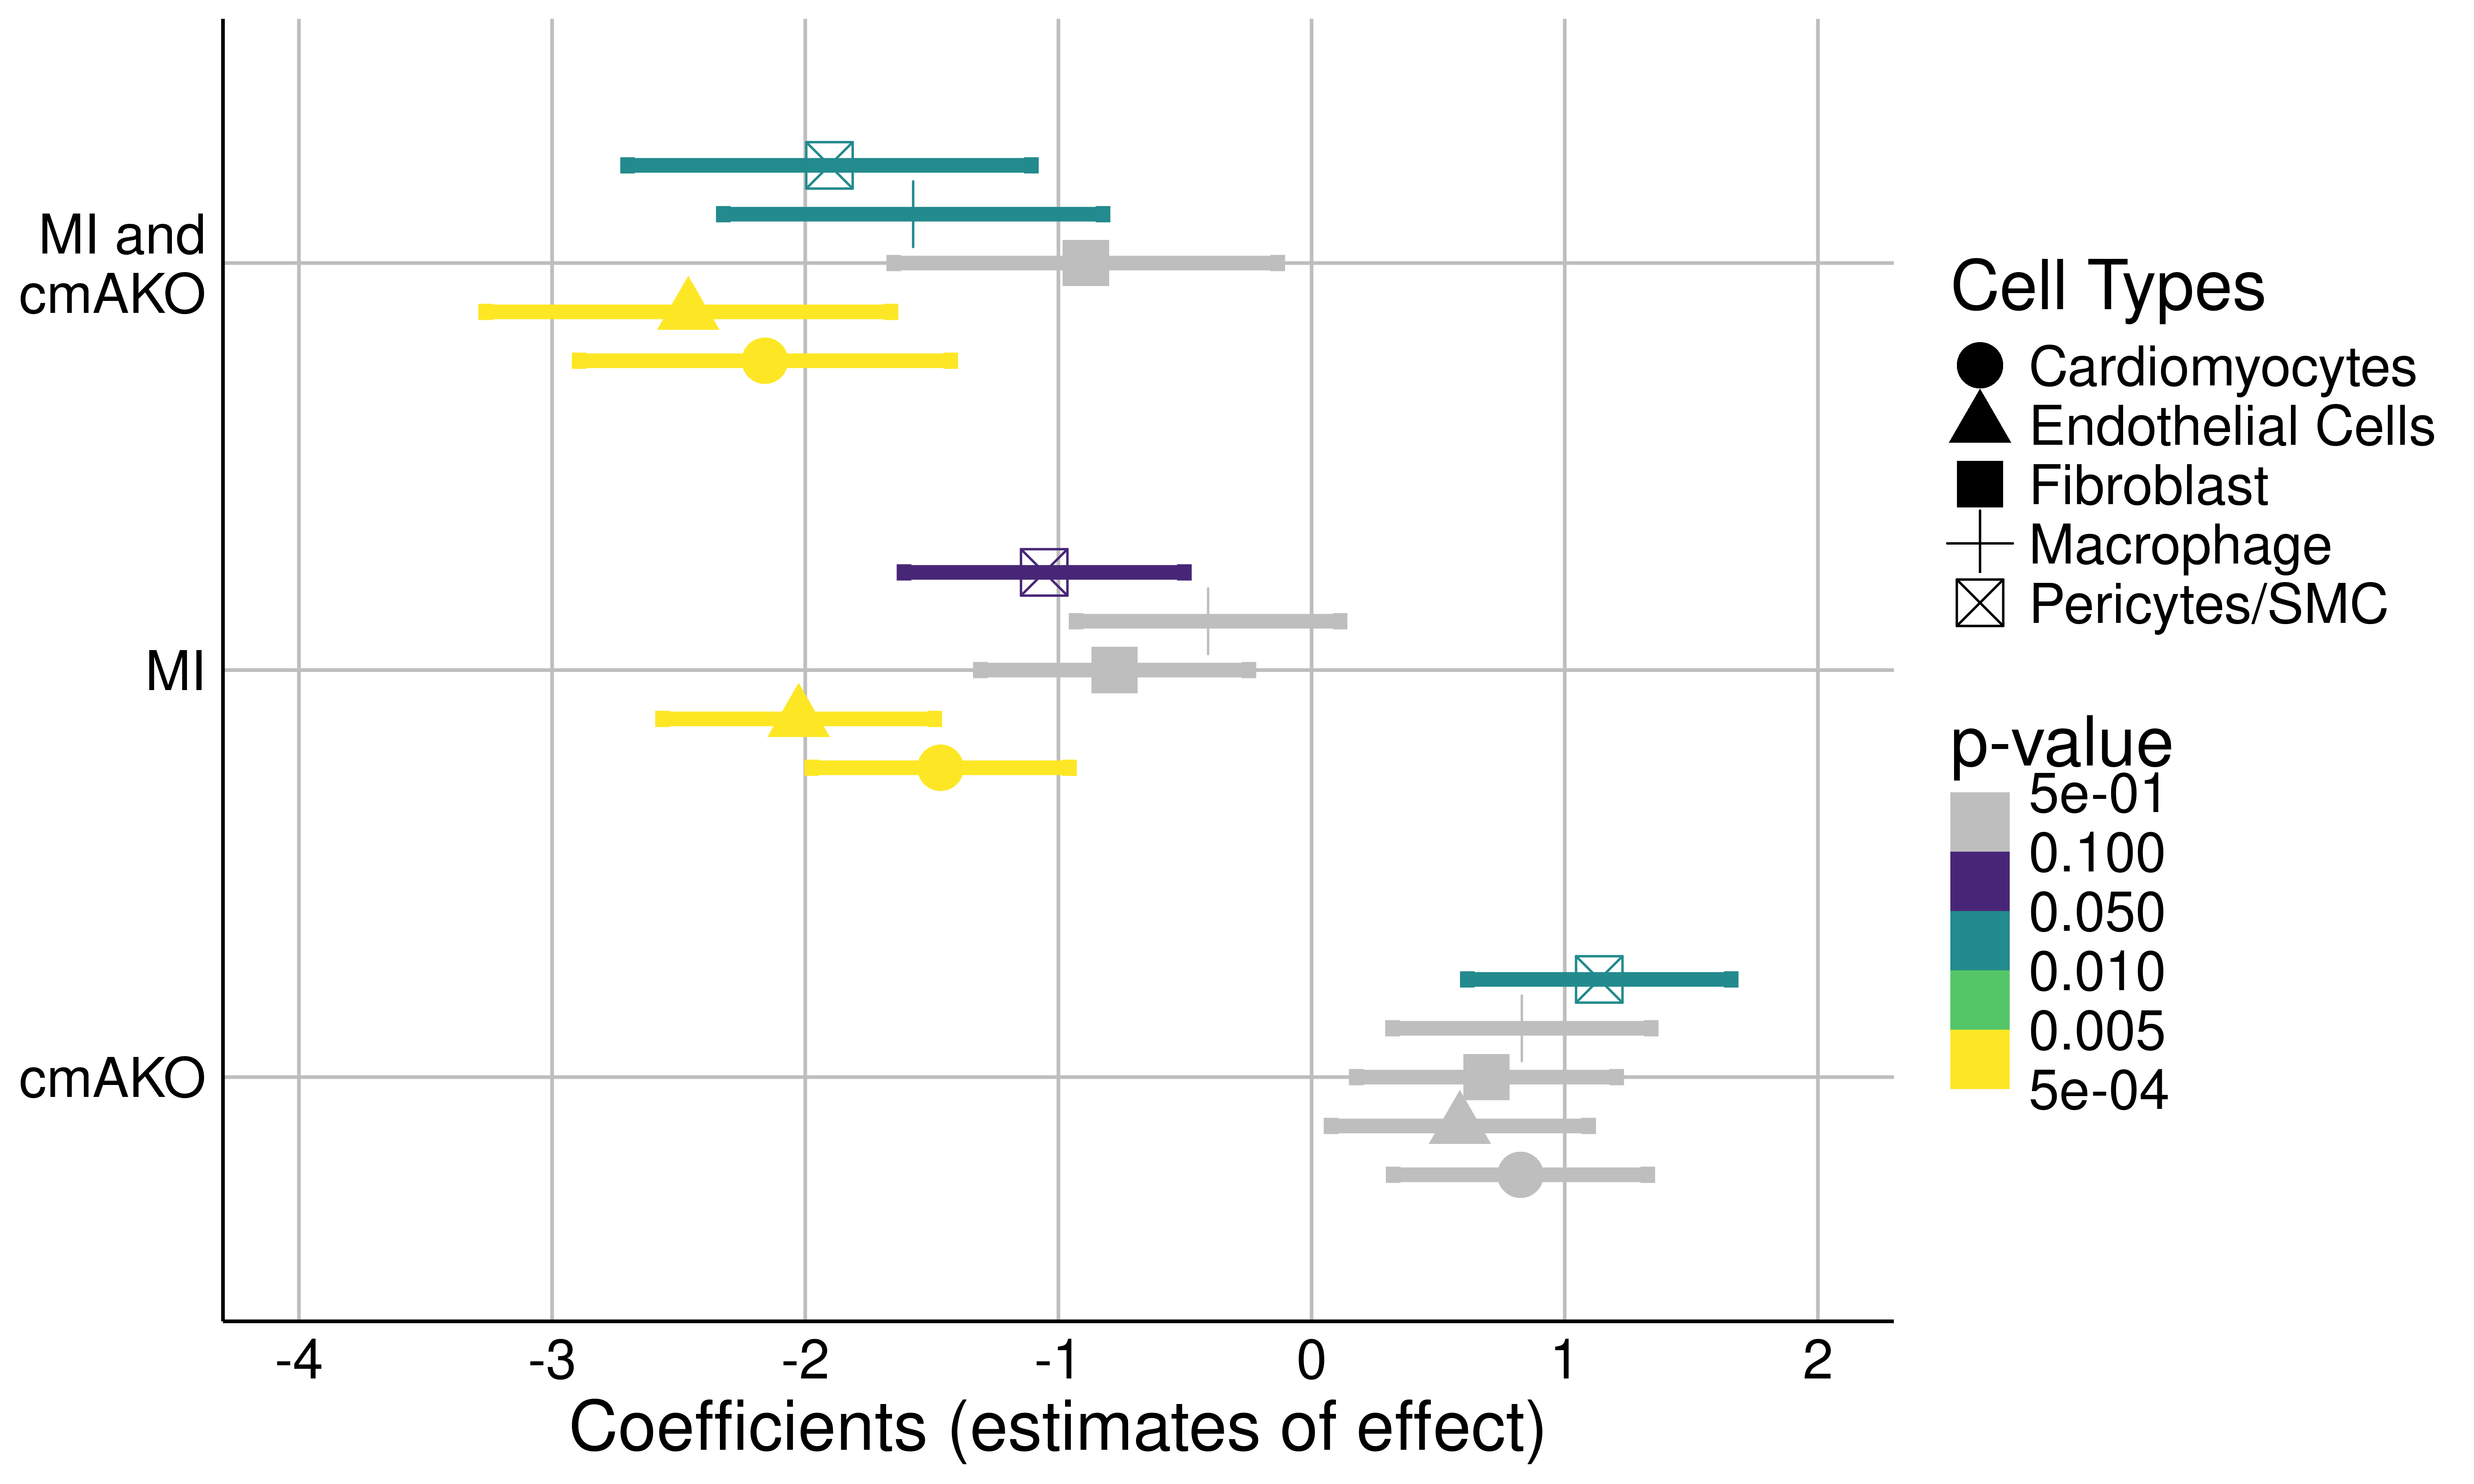 MI and
cmAKO
MI
cmAKO
-4 -3 -2 -1 0 1 2
Coefficients (estimates of effect)
Cell Types
Cardiomyocytes
Endothelial Cells
Fibroblast
Macrophage
Pericytes/SMC
p-value
5e-01
0.100
0.050
0.010
0.005
5e-04